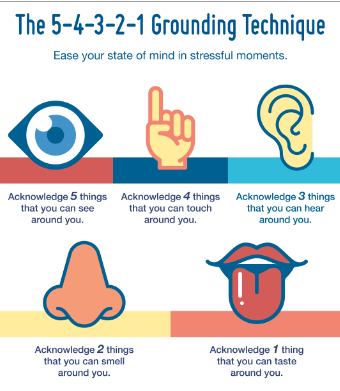 The 5-4-3-2-1 Grounding Technique
Ease your state of mind in stressful moments.
Acknowledge 5 things
that you can see
around you.
Acknowledge 4 things
that you can touch
around you.
Acknowledge 3 things
that you can hear
around you.
Acknowledge 2 things
that you can smell
around you.
Acknowledge 1 thing
that you can taste
around you.